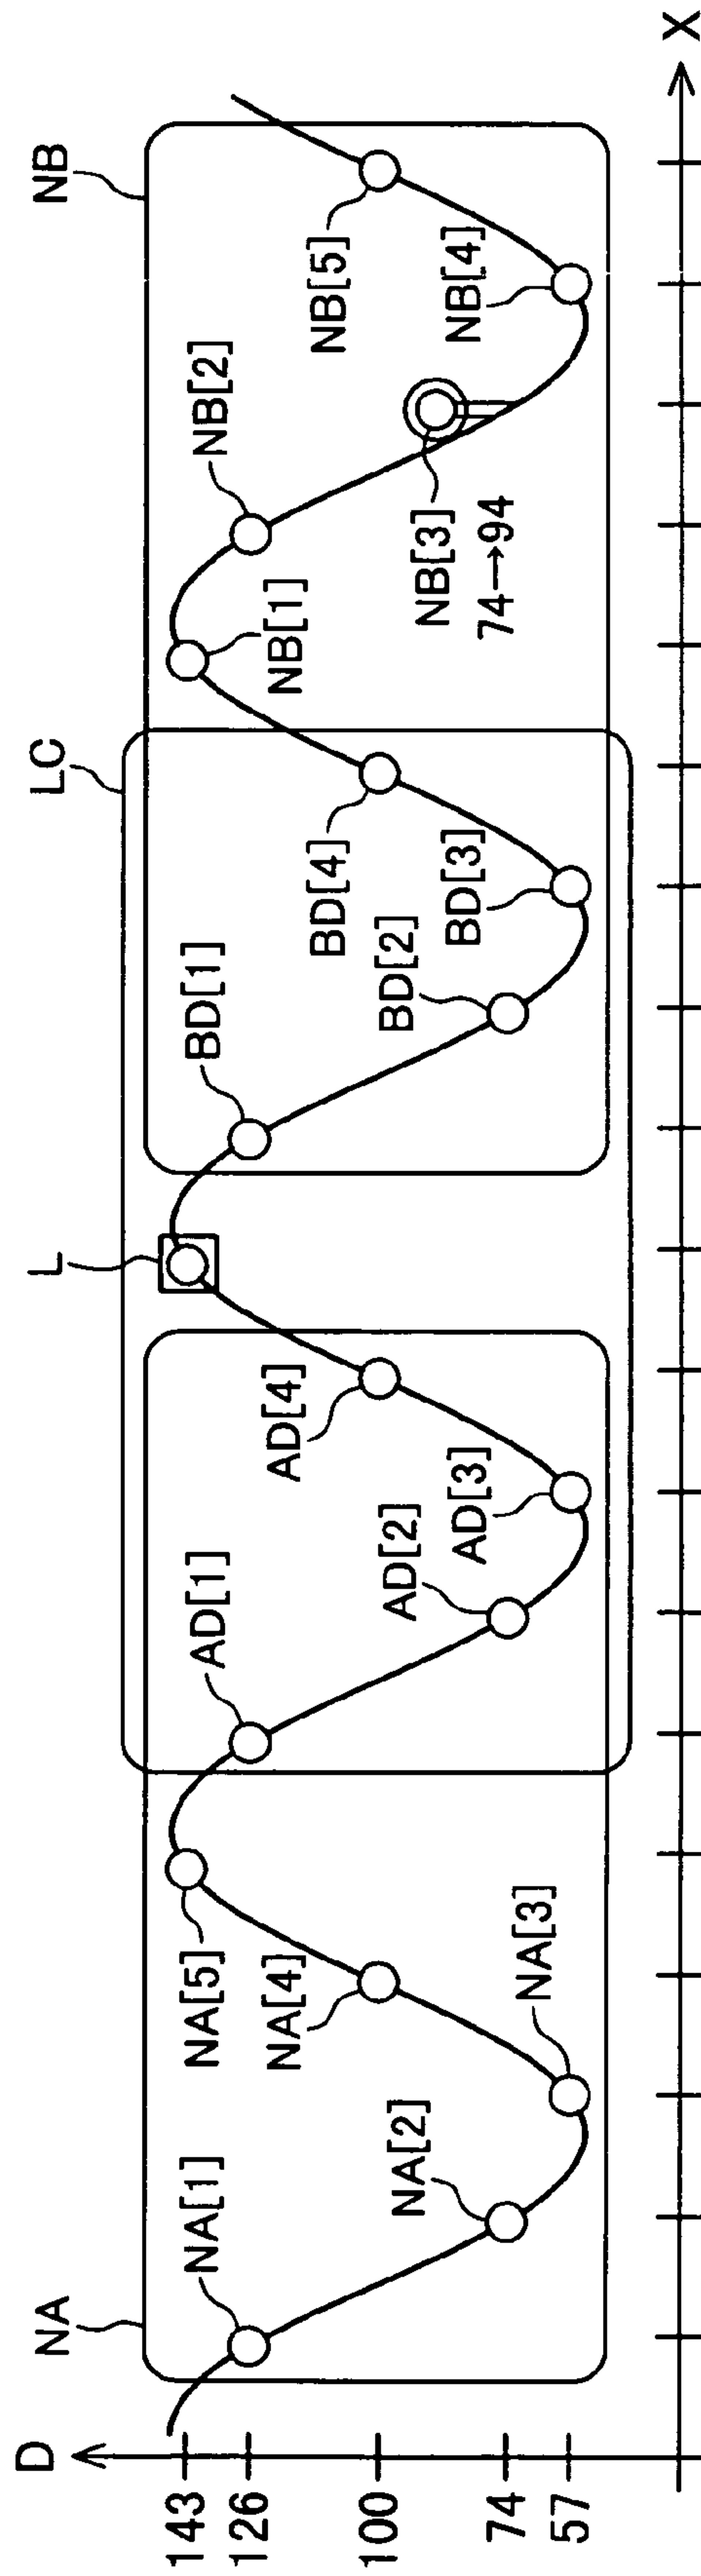 D
NA
L
LC
NB
143
126
100
74
57
NA[1]
NA[2]
NA[3]
NA[4]
NA[5]
AD[1]
AD[2]
AD[3]
AD[4]
BD[1]
BD[2]
BD[3]
BD[4]
NB[1]
NB[2]
NB[3]
74→94
NB[4]
NB[5]
X